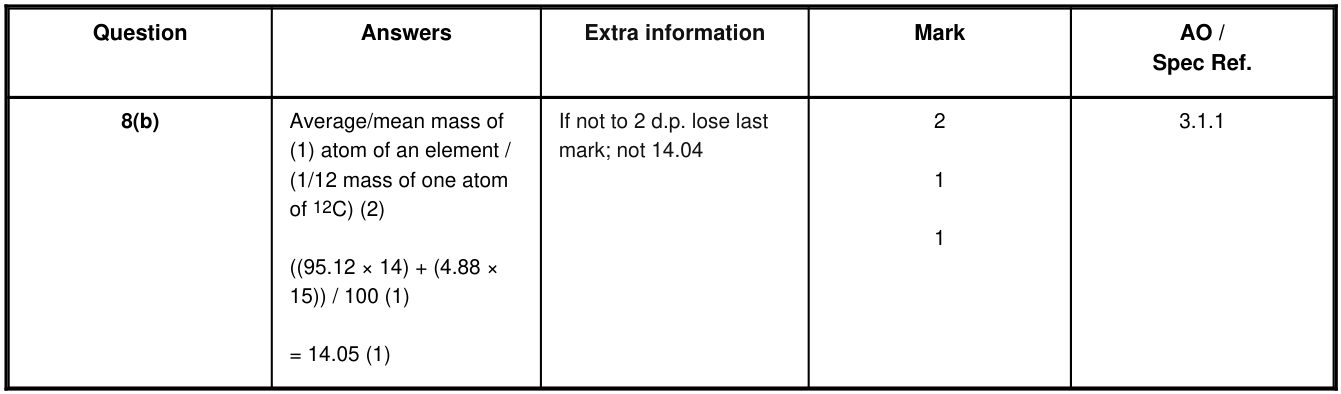 Question Answers Extra information Mark AO /
Spec Ref.
8(b) Average/mean mass of If not to 2 d.p. lose last 2 3.1.1
(1) atom of an element / mark; not 14.04
(1/12 mass of one atom 1
of ¹²C) (2)
1
((95.12 × 14) + (4.88 ×
15)) / 100 (1)
= 14.05 (1)